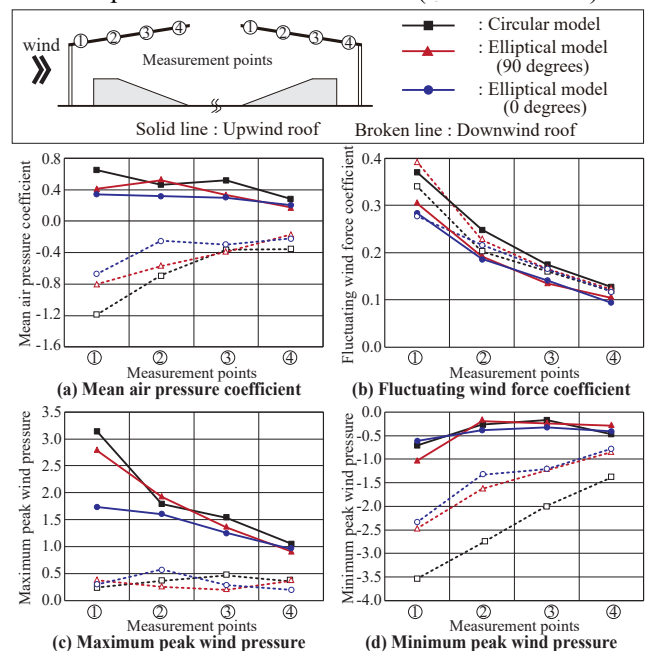 ① ② ③ ④ ① ② ③ ④
wind
Measurement points
: Circular model
: Elliptical model
(90 degrees)
: Elliptical model
(0 degrees)
Solid line : Upwind roof Broken line : Downwind roof
Mean air pressure coefficient
0.8
0.4
0.0
-0.4
-0.8
-1.2
-1.6
① ② ③ ④
Measurement points
(a) Mean air pressure coefficient
Fluctuating wind force coefficient
0.4
0.3
0.2
0.1
0.0
① ② ③ ④
Measurement points
(b) Fluctuating wind force coefficient
Maximum peak wind pressure
3.5
3.0
2.5
2.0
1.5
1.0
0.5
0.0
① ② ③ ④
Measurement points
(c) Maximum peak wind pressure
Minimum peak wind pressure
0.0
-0.5
-1.0
-1.5
-2.0
-2.5
-3.0
-3.5
-4.0
① ② ③ ④
Measurement points
(d) Minimum peak wind pressure